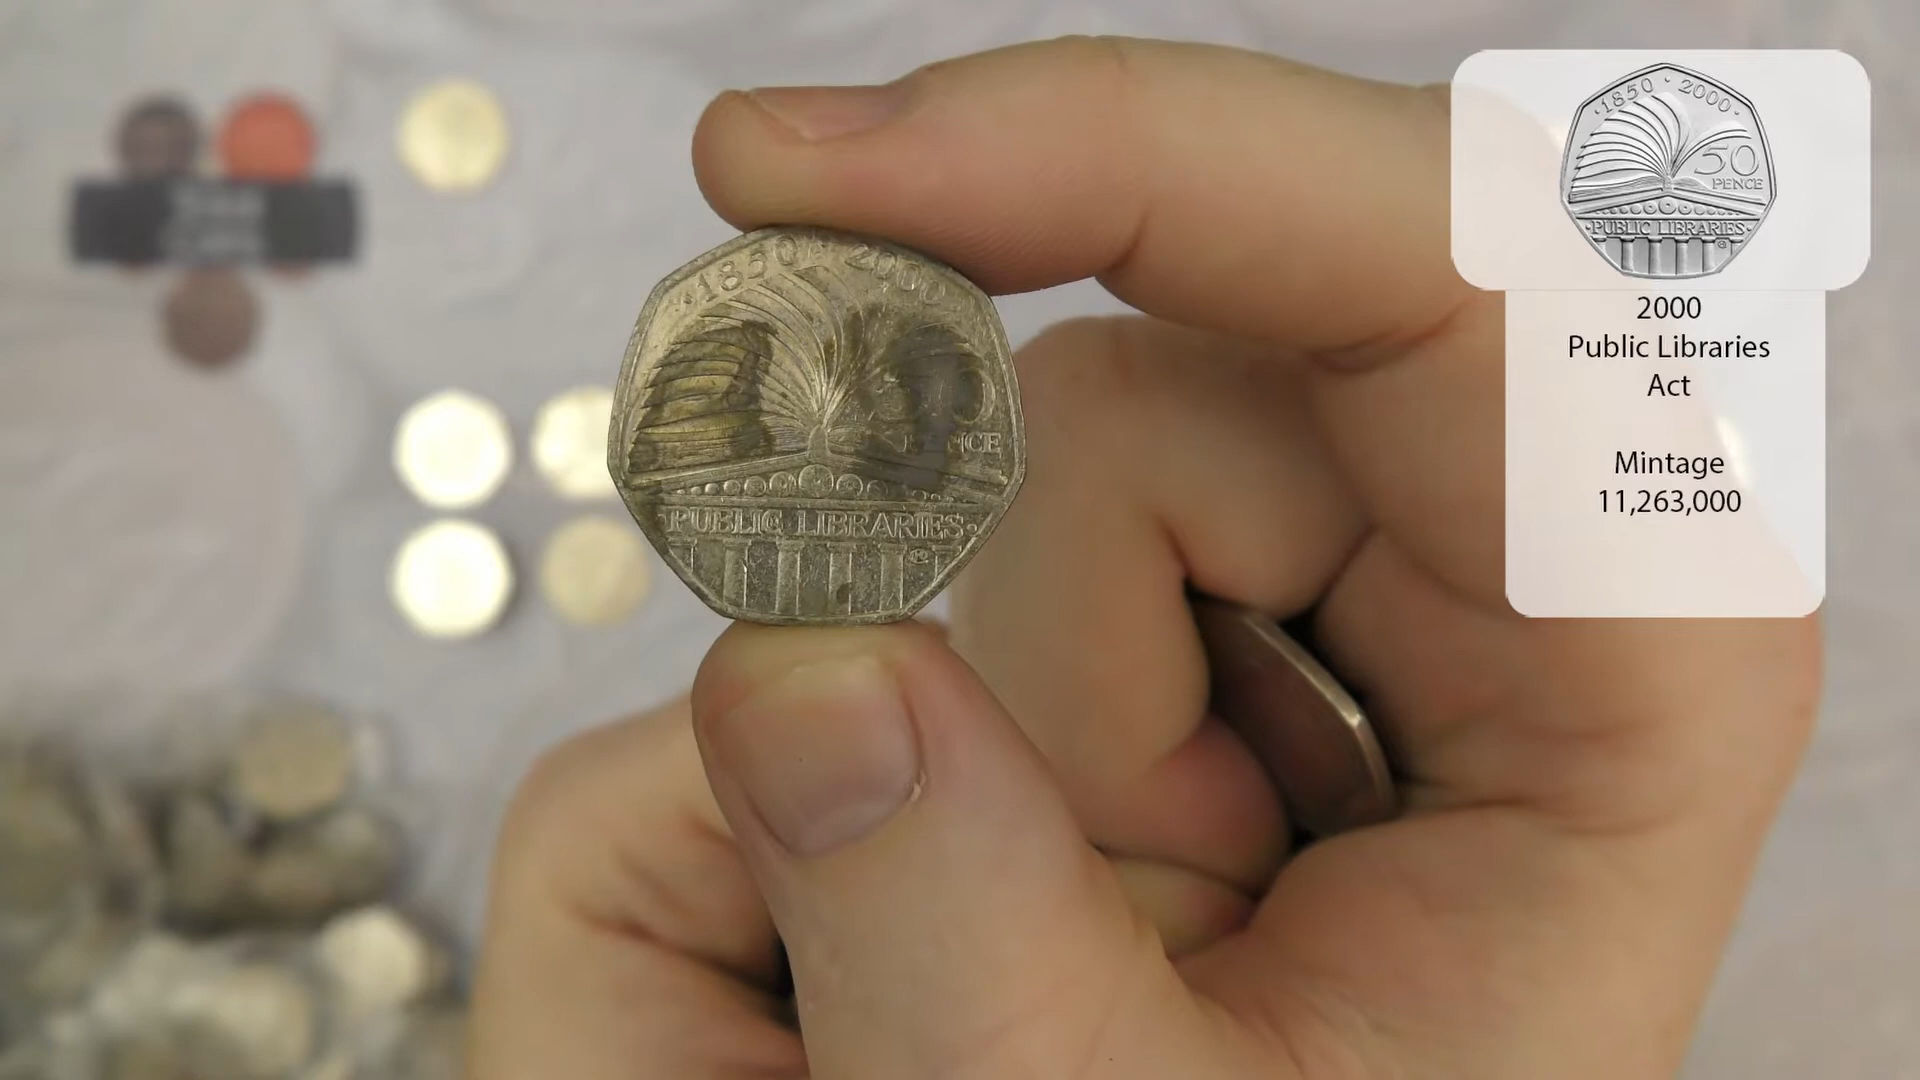 ·1850 · 2000·
50
PENCE
·PUBLIC LIBRARIES·
·1850 · 2000·
50
PENCE
·PUBLIC LIBRARIES·
2000
Public Libraries
Act
Mintage
11,263,000